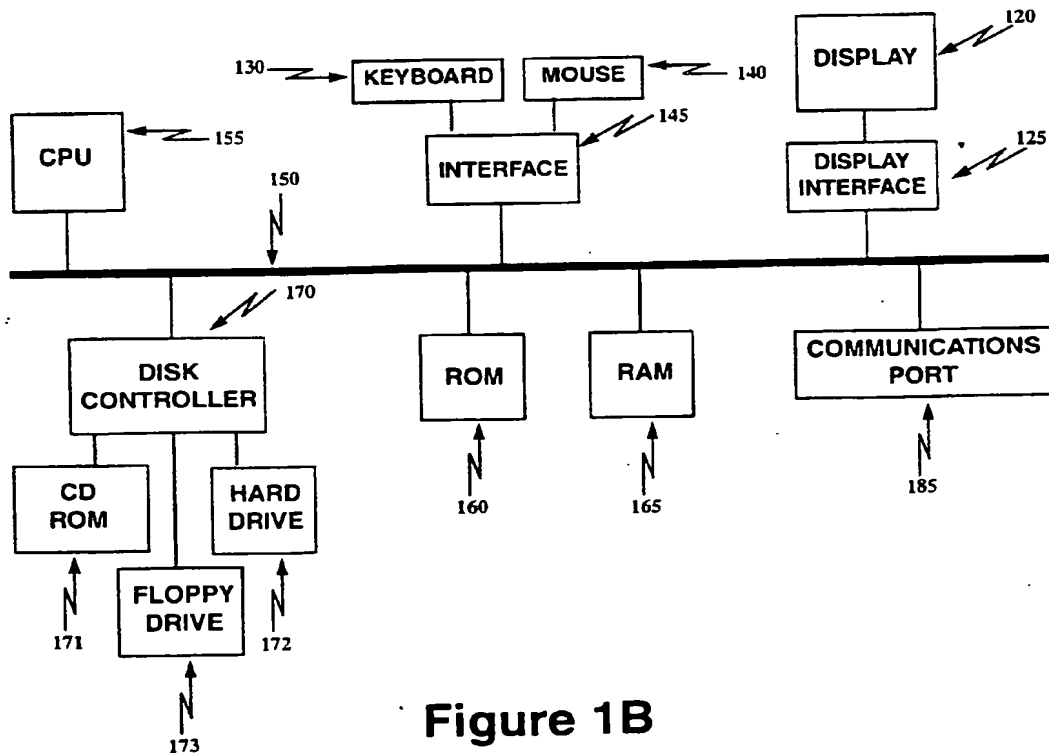 120
DISPLAY
130
KEYBOARD
MOUSE
140
CPU
155
145
INTERFACE
125
DISPLAY
INTERFACE
150
170
DISK
CONTROLLER
ROM
RAM
COMMUNICATIONS
PORT
CD
ROM
HARD
DRIVE
160
165
185
FLOPPY
DRIVE
171
172
173
Figure 1B